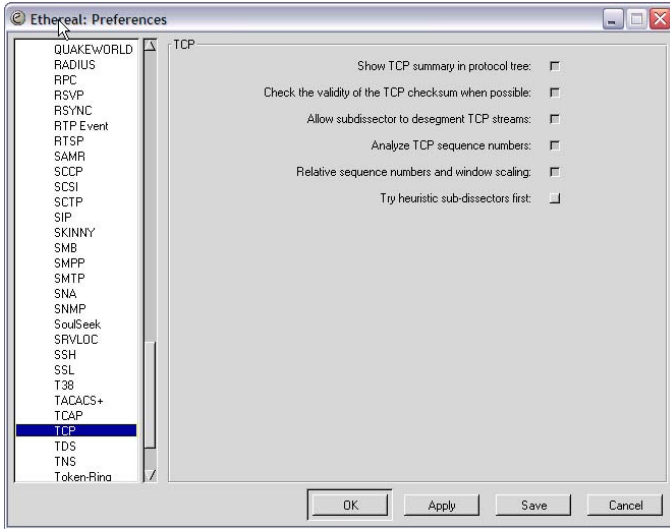 Ethereal: Preferences
QUAKEWORLD
RADIUS
RPC
RSVP
RSYNC
RTP Event
RTSP
SAMR
SCCP
SCSI
SCTP
SIP
SKINNY
SMB
SMPP
SMTP
SNA
SNMP
SoulSeek
SRVLOC
SSH
SSL
T38
TACACS+
TCAP
TCP
TDS
TNS
Token-Ring
TCP
Show TCP summary in protocol tree:
Check the validity of the TCP checksum when possible:
Allow subdissector to desegment TCP streams:
Analyze TCP sequence numbers:
Relative sequence numbers and window scaling:
Try heuristic sub-dissectors first:
OK
Apply
Save
Cancel